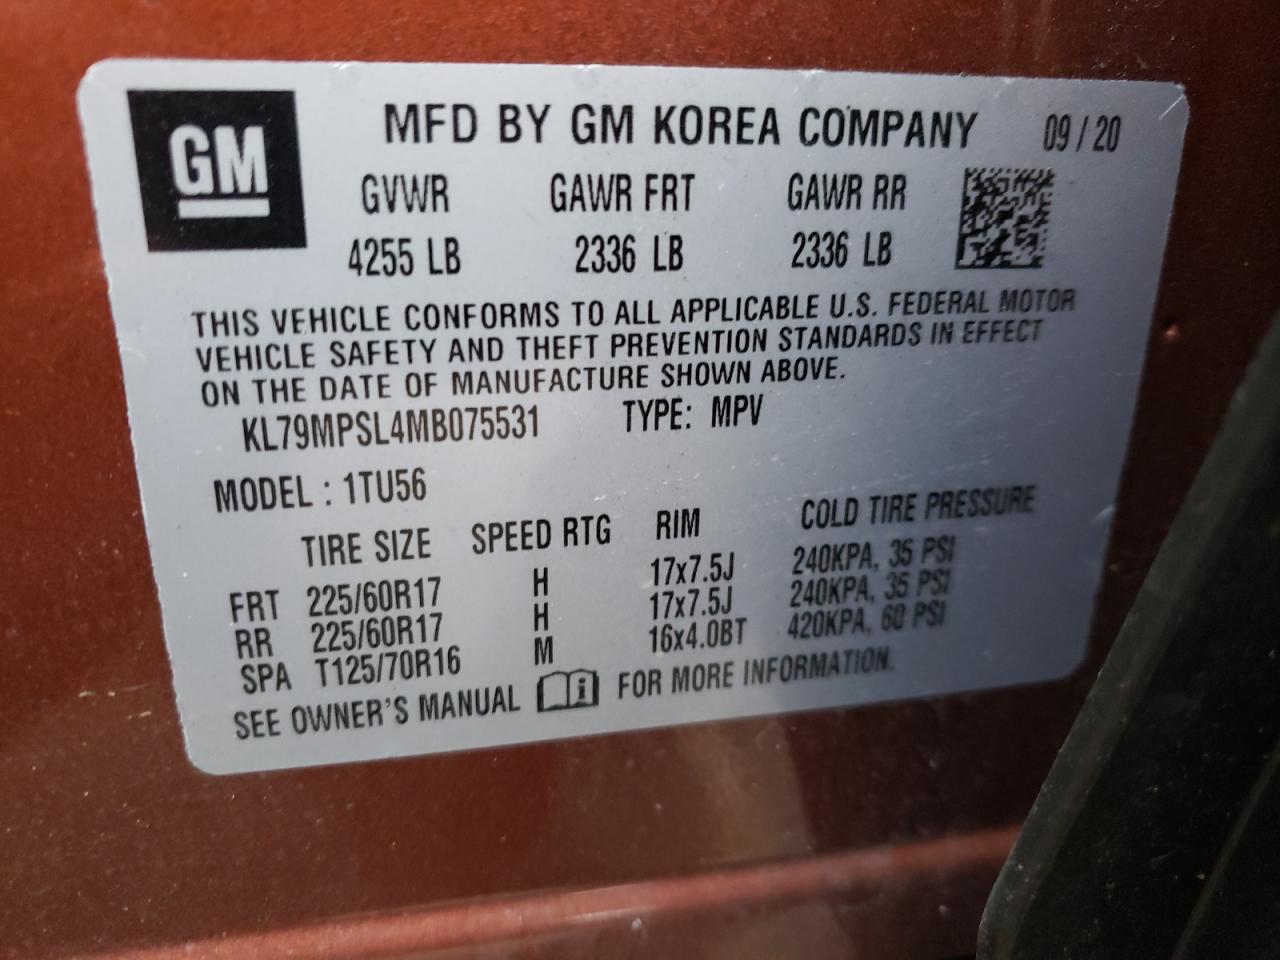 GM
MFD BY GM KOREA COMPANY 09/20
GVWR GAWR FRT GAWR RR
4255 LB 2336 LB 2336 LB
THIS VEHICLE CONFORMS TO ALL APPLICABLE U.S. FEDERAL MOTOR
VEHICLE SAFETY AND THEFT PREVENTION STANDARDS IN EFFECT
ON THE DATE OF MANUFACTURE SHOWN ABOVE.
KL79MPSL4MB075531 TYPE: MPV
MODEL : 1TU56
TIRE SIZE SPEED RTG RIM COLD TIRE PRESSURE
FRT 225/60R17 H 17x7.5J 240KPA, 35 PSI
RR 225/60R17 H 17x7.5J 240KPA, 35 PSI
SPA T125/70R16 M 16x4.0BT 420KPA, 60 PSI
SEE OWNER'S MANUAL i FOR MORE INFORMATION.